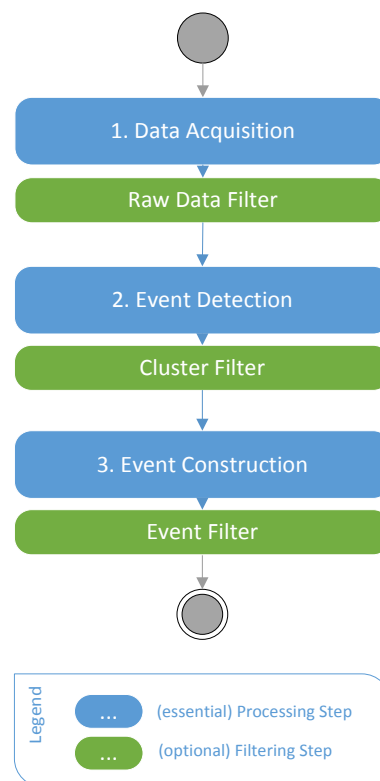 1. Data Acquisition
Raw Data Filter
2. Event Detection
Cluster Filter
3. Event Construction
Event Filter
Legend
... (essential) Processing Step
... (optional) Filtering Step